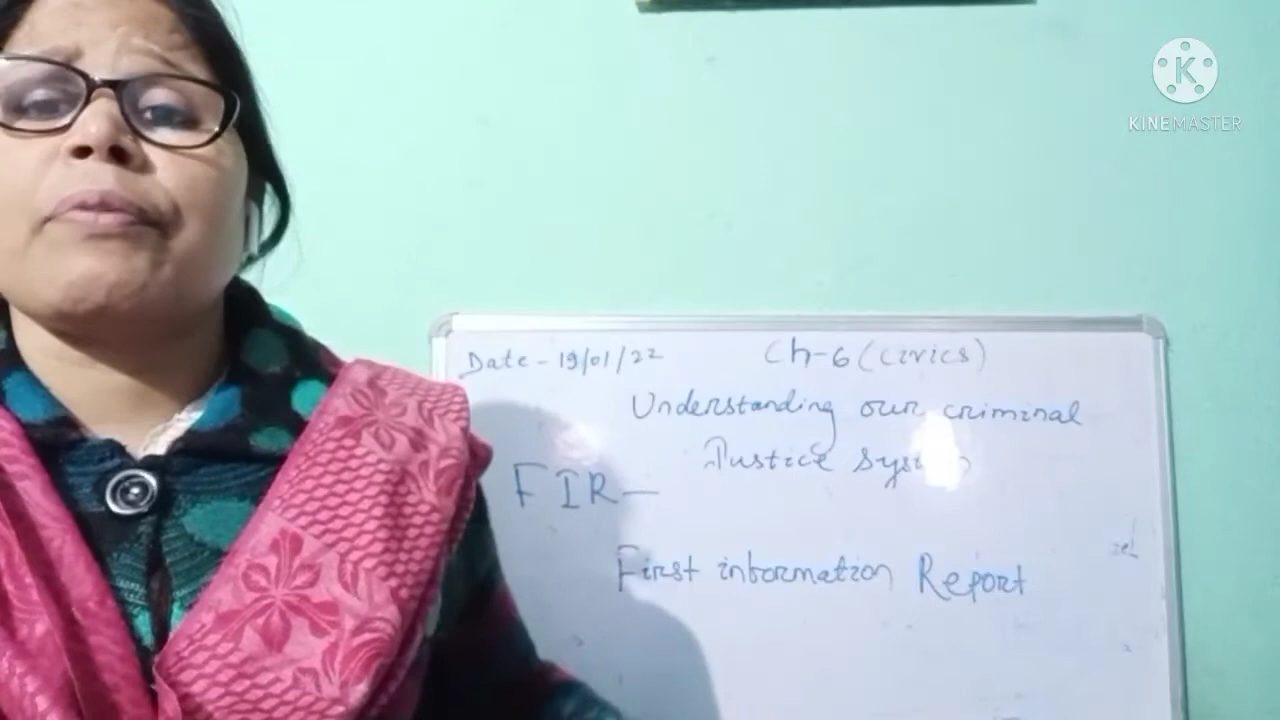 K
KINEMASTER
Date - 19/01/22
Ch-6 (civics)
Understanding our criminal
Justice
FIR-
First information Report